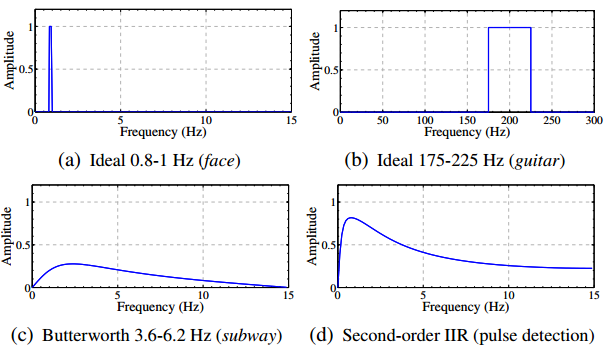 Amplitude
1
0.5
0
0 5 10 15
Frequency (Hz)
(a) Ideal 0.8-1 Hz (face)
Amplitude
1
0.5
0
0 50 100 150 200 250 300
Frequency (Hz)
(b) Ideal 175-225 Hz (guitar)
Amplitude
1
0.5
0
0 5 10 15
Frequency (Hz)
(c) Butterworth 3.6-6.2 Hz (subway)
Amplitude
1
0.5
0
0 5 10 15
Frequency (Hz)
(d) Second-order IIR (pulse detection)